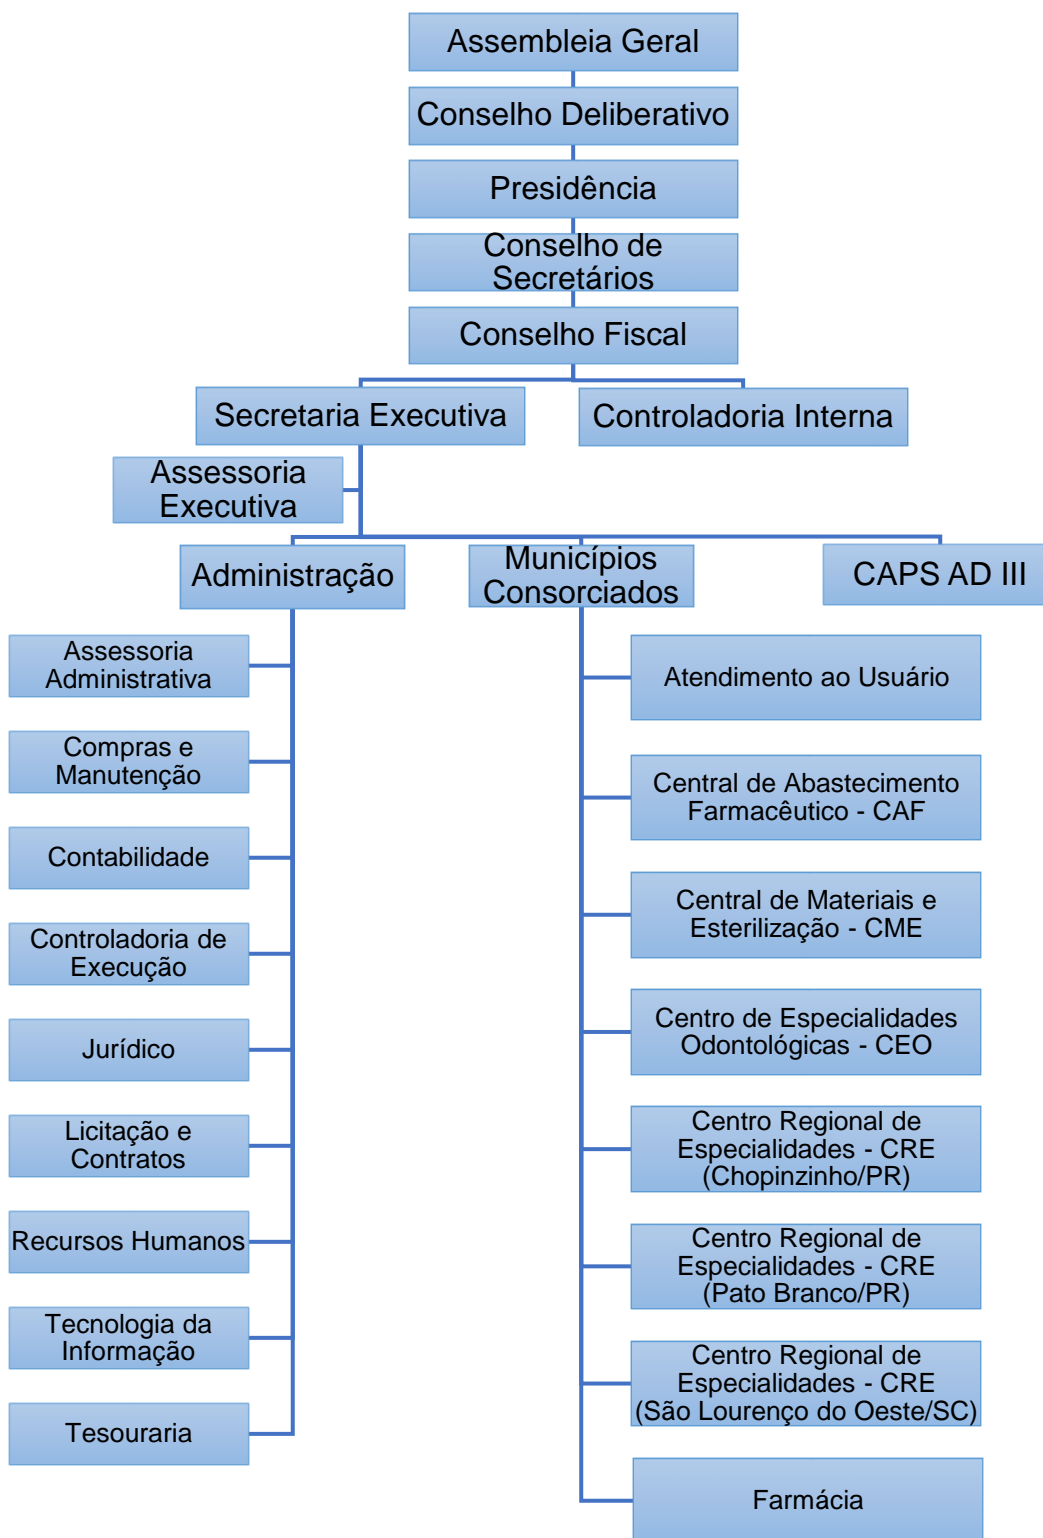 Assembleia Geral
Conselho Deliberativo
Presidência
Conselho de
Secretários
Conselho Fiscal
Secretaria Executiva
Controladoria Interna
Assessoria
Executiva
Administração
Municípios
Consorciados
CAPS AD III
Assessoria
Administrativa
Compras e
Manutenção
Contabilidade
Controladoria de
Execução
Jurídico
Licitação e
Contratos
Recursos Humanos
Tecnologia da
Informação
Tesouraria
Atendimento ao Usuário
Central de Abastecimento
Farmacêutico - CAF
Central de Materiais e
Esterilização - CME
Centro de Especialidades
Odontológicas - CEO
Centro Regional de
Especialidades - CRE
(Chopinzinho/PR)
Centro Regional de
Especialidades - CRE
(Pato Branco/PR)
Centro Regional de
Especialidades - CRE
(São Lourenço do Oeste/SC)
Farmácia